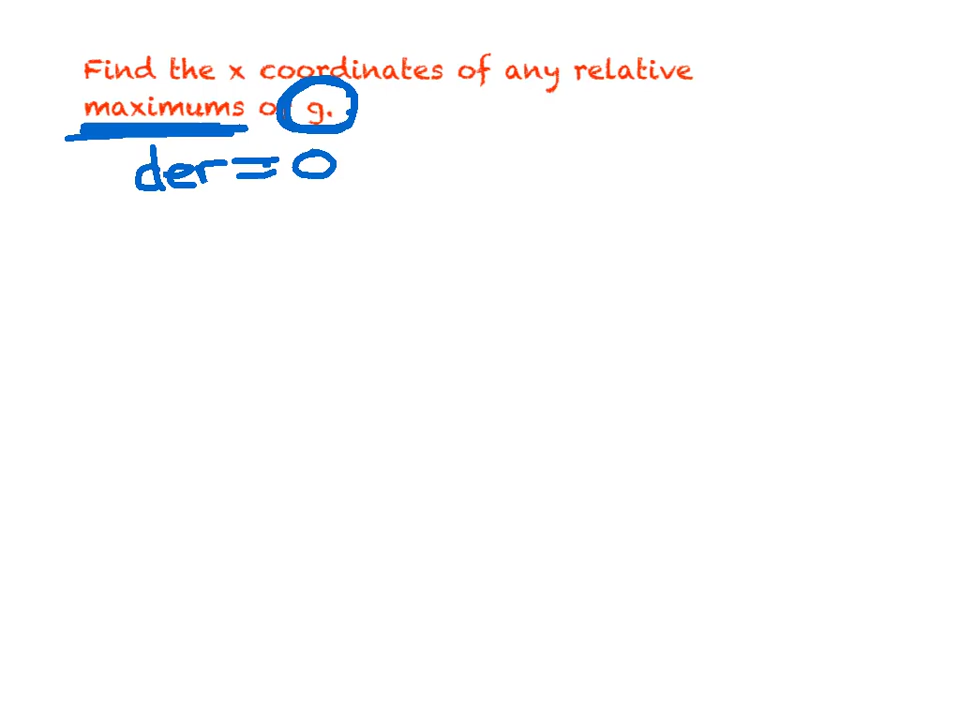 Find the x coordinates of any relative
maximums of g.
der = 0